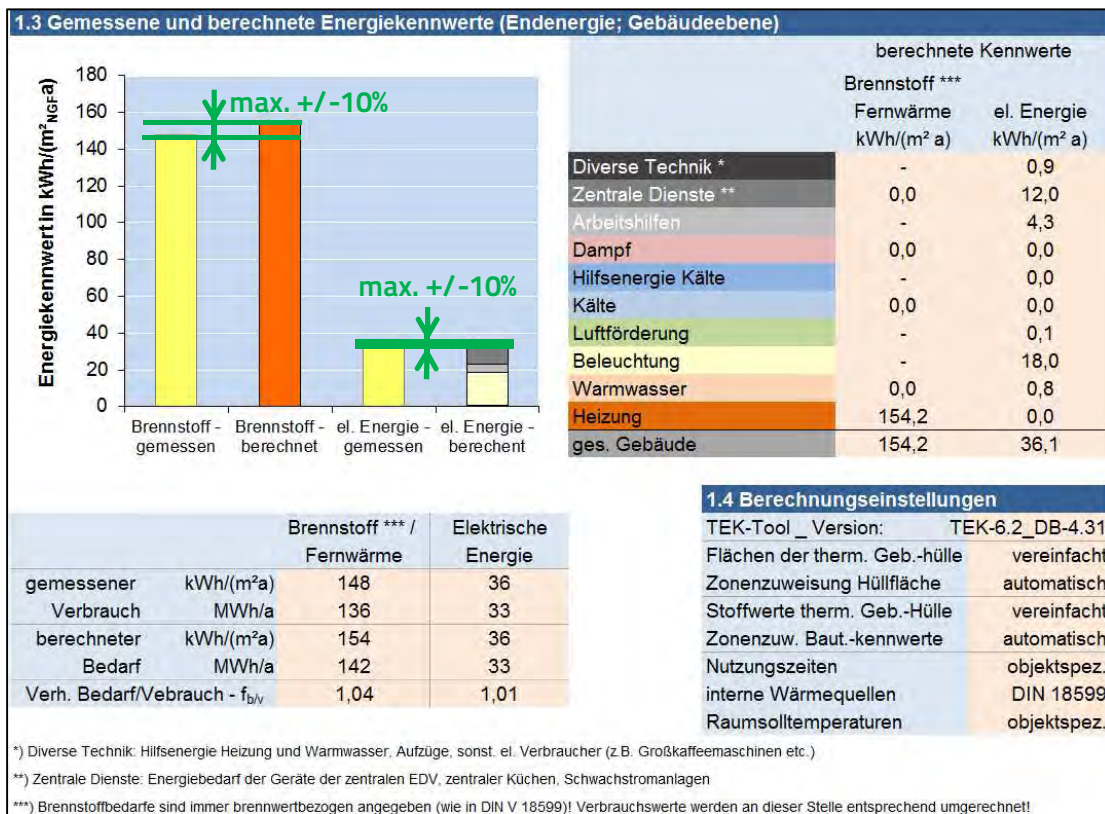 1.3 Gemessene und berechnete Energiekennwerte (Endenergie; Gebäudeebene)
Energiekennwert in kWh/(m²NGFa)
180
160
140
120
100
80
60
40
20
0
max. +/-10%
max. +/-10%
Brennstoff - gemessen
Brennstoff - berechnet
el. Energie - gemessen
el. Energie - berechent
berechnete Kennwerte
Brennstoff ***
Fernwärme el. Energie
kWh/(m² a) kWh/(m² a)
Diverse Technik * - 0,9
Zentrale Dienste ** 0,0 12,0
Arbeitshilfen - 4,3
Dampf 0,0 0,0
Hilfsenergie Kälte - 0,0
Kälte 0,0 0,0
Luftförderung - 0,1
Beleuchtung - 18,0
Warmwasser 0,0 0,8
Heizung 154,2 0,0
ges. Gebäude 154,2 36,1
Brennstoff *** / Elektrische
Fernwärme Energie
gemessener kWh/(m²a) 148 36
Verbrauch MWh/a 136 33
berechneter kWh/(m²a) 154 36
Bedarf MWh/a 142 33
Verh. Bedarf/Vebrauch - fb/v 1,04 1,01
1.4 Berechnungseinstellungen
TEK-Tool _ Version: TEK-6.2_DB-4.31
Flächen der therm. Geb.-hülle vereinfacht
Zonenzuweisung Hüllfläche automatisch
Stoffwerte therm. Geb.-Hülle vereinfacht
Zonenzuw. Baut.-kennwerte automatisch
Nutzungszeiten objektspez.
interne Wärmequellen DIN 18599
Raumsolltemperaturen objektspez.
*) Diverse Technik: Hilfsenergie Heizung und Warmwasser, Aufzüge, sonst. el. Verbraucher (z.B. Großkaffeemaschinen etc.)
**) Zentrale Dienste: Energiebedarf der Geräte der zentralen EDV, zentraler Küchen, Schwachstromanlagen
***) Brennstoffbedarfe sind immer brennwertbezogen angegeben (wie in DIN V 18599)! Verbrauchswerte werden an dieser Stelle entsprechend umgerechnet!